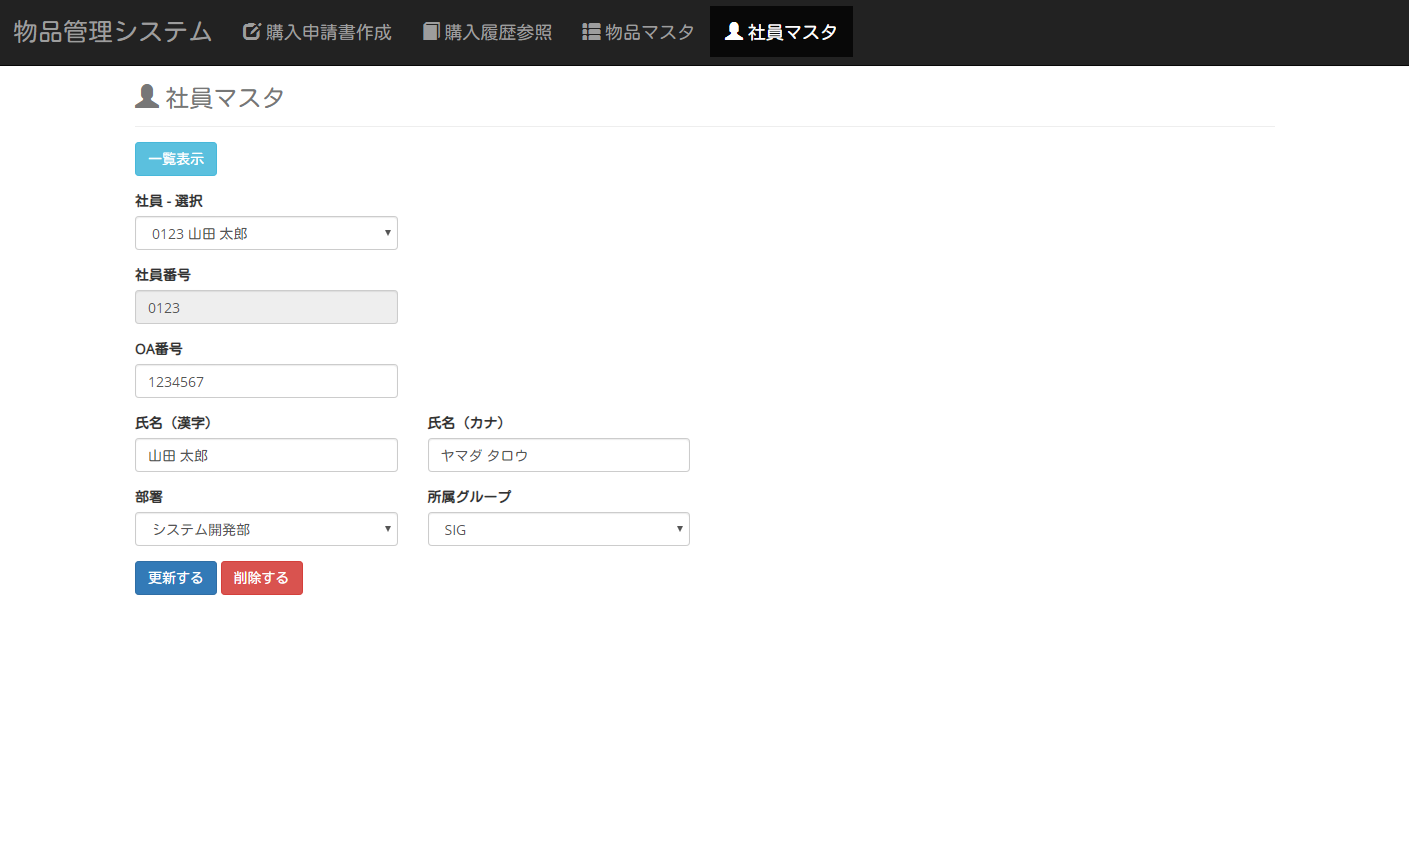 物品管理システム 購入申請書作成 購入履歴参照 物品マスタ 社員マスタ
社員マスタ
一覧表示
社員 - 選択
0123 山田 太郎
社員番号
0123
OA番号
1234567
氏名（漢字） 氏名（カナ）
山田 太郎 ヤマダ タロウ
部署 所属グループ
システム開発部 SIG
更新する 削除する